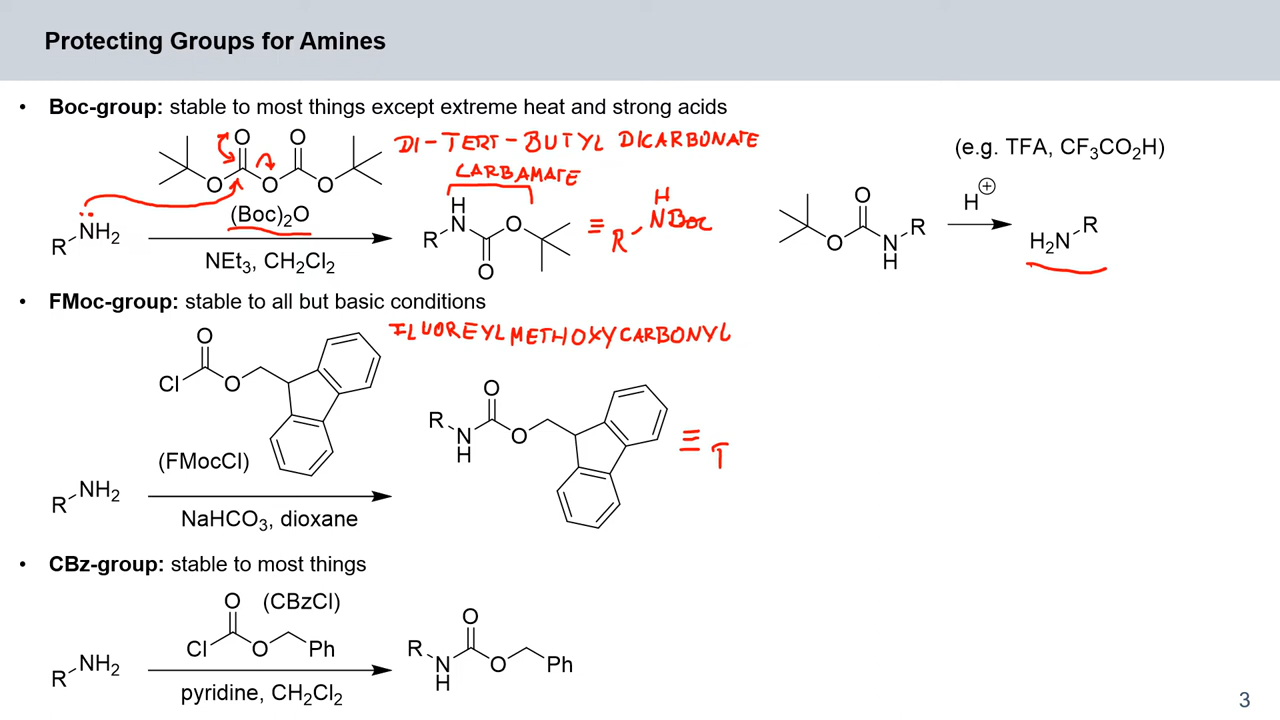 Protecting Groups for Amines
• Boc-group: stable to most things except extreme heat and strong acids
O O
O O O
DI-TERT-BUTYL DICARBONATE
(e.g. TFA, CF₃CO₂H)
CARBAMATE
(Boc)₂O
R NH₂
NEt₃, CH₂Cl₂
H
R N O
O
≡ R H NBoc
O
O N R
H
H⊕
H₂N R
• FMoc-group: stable to all but basic conditions
FLUOREYLMETHOXYCARBONYL
O
Cl O
(FMocCl)
R NH₂
NaHCO₃, dioxane
O
R N O
H
≡
• CBz-group: stable to most things
O (CBzCl)
Cl O Ph
R NH₂
pyridine, CH₂Cl₂
O
R N O Ph
H
3